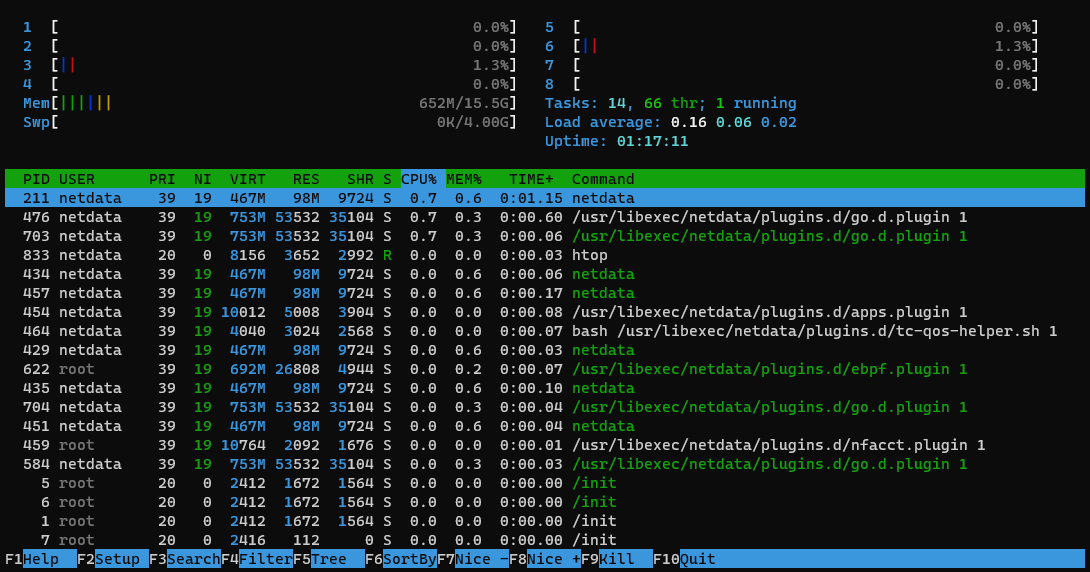 1 [ 0.0%] 5 [ 0.0%]
2 [ 0.0%] 6 [|| 1.3%]
3 [|| 1.3%] 7 [ 0.0%]
4 [ 0.0%] 8 [ 0.0%]
Mem[|||||| 652M/15.5G] Tasks: 14, 66 thr; 1 running
Swp[ 0K/4.00G] Load average: 0.16 0.06 0.02
Uptime: 01:17:11
PID USER PRI NI VIRT RES SHR S CPU% MEM% TIME+ Command
211 netdata 39 19 467M 98M 9724 S 0.7 0.6 0:01.15 netdata
476 netdata 39 19 753M 53532 35104 S 0.7 0.3 0:00.60 /usr/libexec/netdata/plugins.d/go.d.plugin 1
703 netdata 39 19 753M 53532 35104 S 0.7 0.3 0:00.06 /usr/libexec/netdata/plugins.d/go.d.plugin 1
833 netdata 20 0 8156 3652 2992 R 0.0 0.0 0:00.03 htop
434 netdata 39 19 467M 98M 9724 S 0.0 0.6 0:00.06 netdata
457 netdata 39 19 467M 98M 9724 S 0.0 0.6 0:00.17 netdata
454 netdata 39 19 10012 5008 3904 S 0.0 0.0 0:00.08 /usr/libexec/netdata/plugins.d/apps.plugin 1
464 netdata 39 19 4040 3024 2568 S 0.0 0.0 0:00.07 bash /usr/libexec/netdata/plugins.d/tc-qos-helper.sh 1
429 netdata 39 19 467M 98M 9724 S 0.0 0.6 0:00.03 netdata
622 root 39 19 692M 26808 4944 S 0.0 0.2 0:00.07 /usr/libexec/netdata/plugins.d/ebpf.plugin 1
435 netdata 39 19 467M 98M 9724 S 0.0 0.6 0:00.10 netdata
704 netdata 39 19 753M 53532 35104 S 0.0 0.3 0:00.04 /usr/libexec/netdata/plugins.d/go.d.plugin 1
451 netdata 39 19 467M 98M 9724 S 0.0 0.6 0:00.04 netdata
459 root 39 19 10764 2092 1676 S 0.0 0.0 0:00.01 /usr/libexec/netdata/plugins.d/nfacct.plugin 1
584 netdata 39 19 753M 53532 35104 S 0.0 0.3 0:00.03 /usr/libexec/netdata/plugins.d/go.d.plugin 1
5 root 20 0 2412 1672 1564 S 0.0 0.0 0:00.00 /init
6 root 20 0 2412 1672 1564 S 0.0 0.0 0:00.00 /init
1 root 20 0 2412 1672 1564 S 0.0 0.0 0:00.00 /init
7 root 20 0 2416 112 0 S 0.0 0.0 0:00.00 /init
F1Help F2Setup F3SearchF4FilterF5Tree F6SortByF7Nice -F8Nice +F9Kill F10Quit